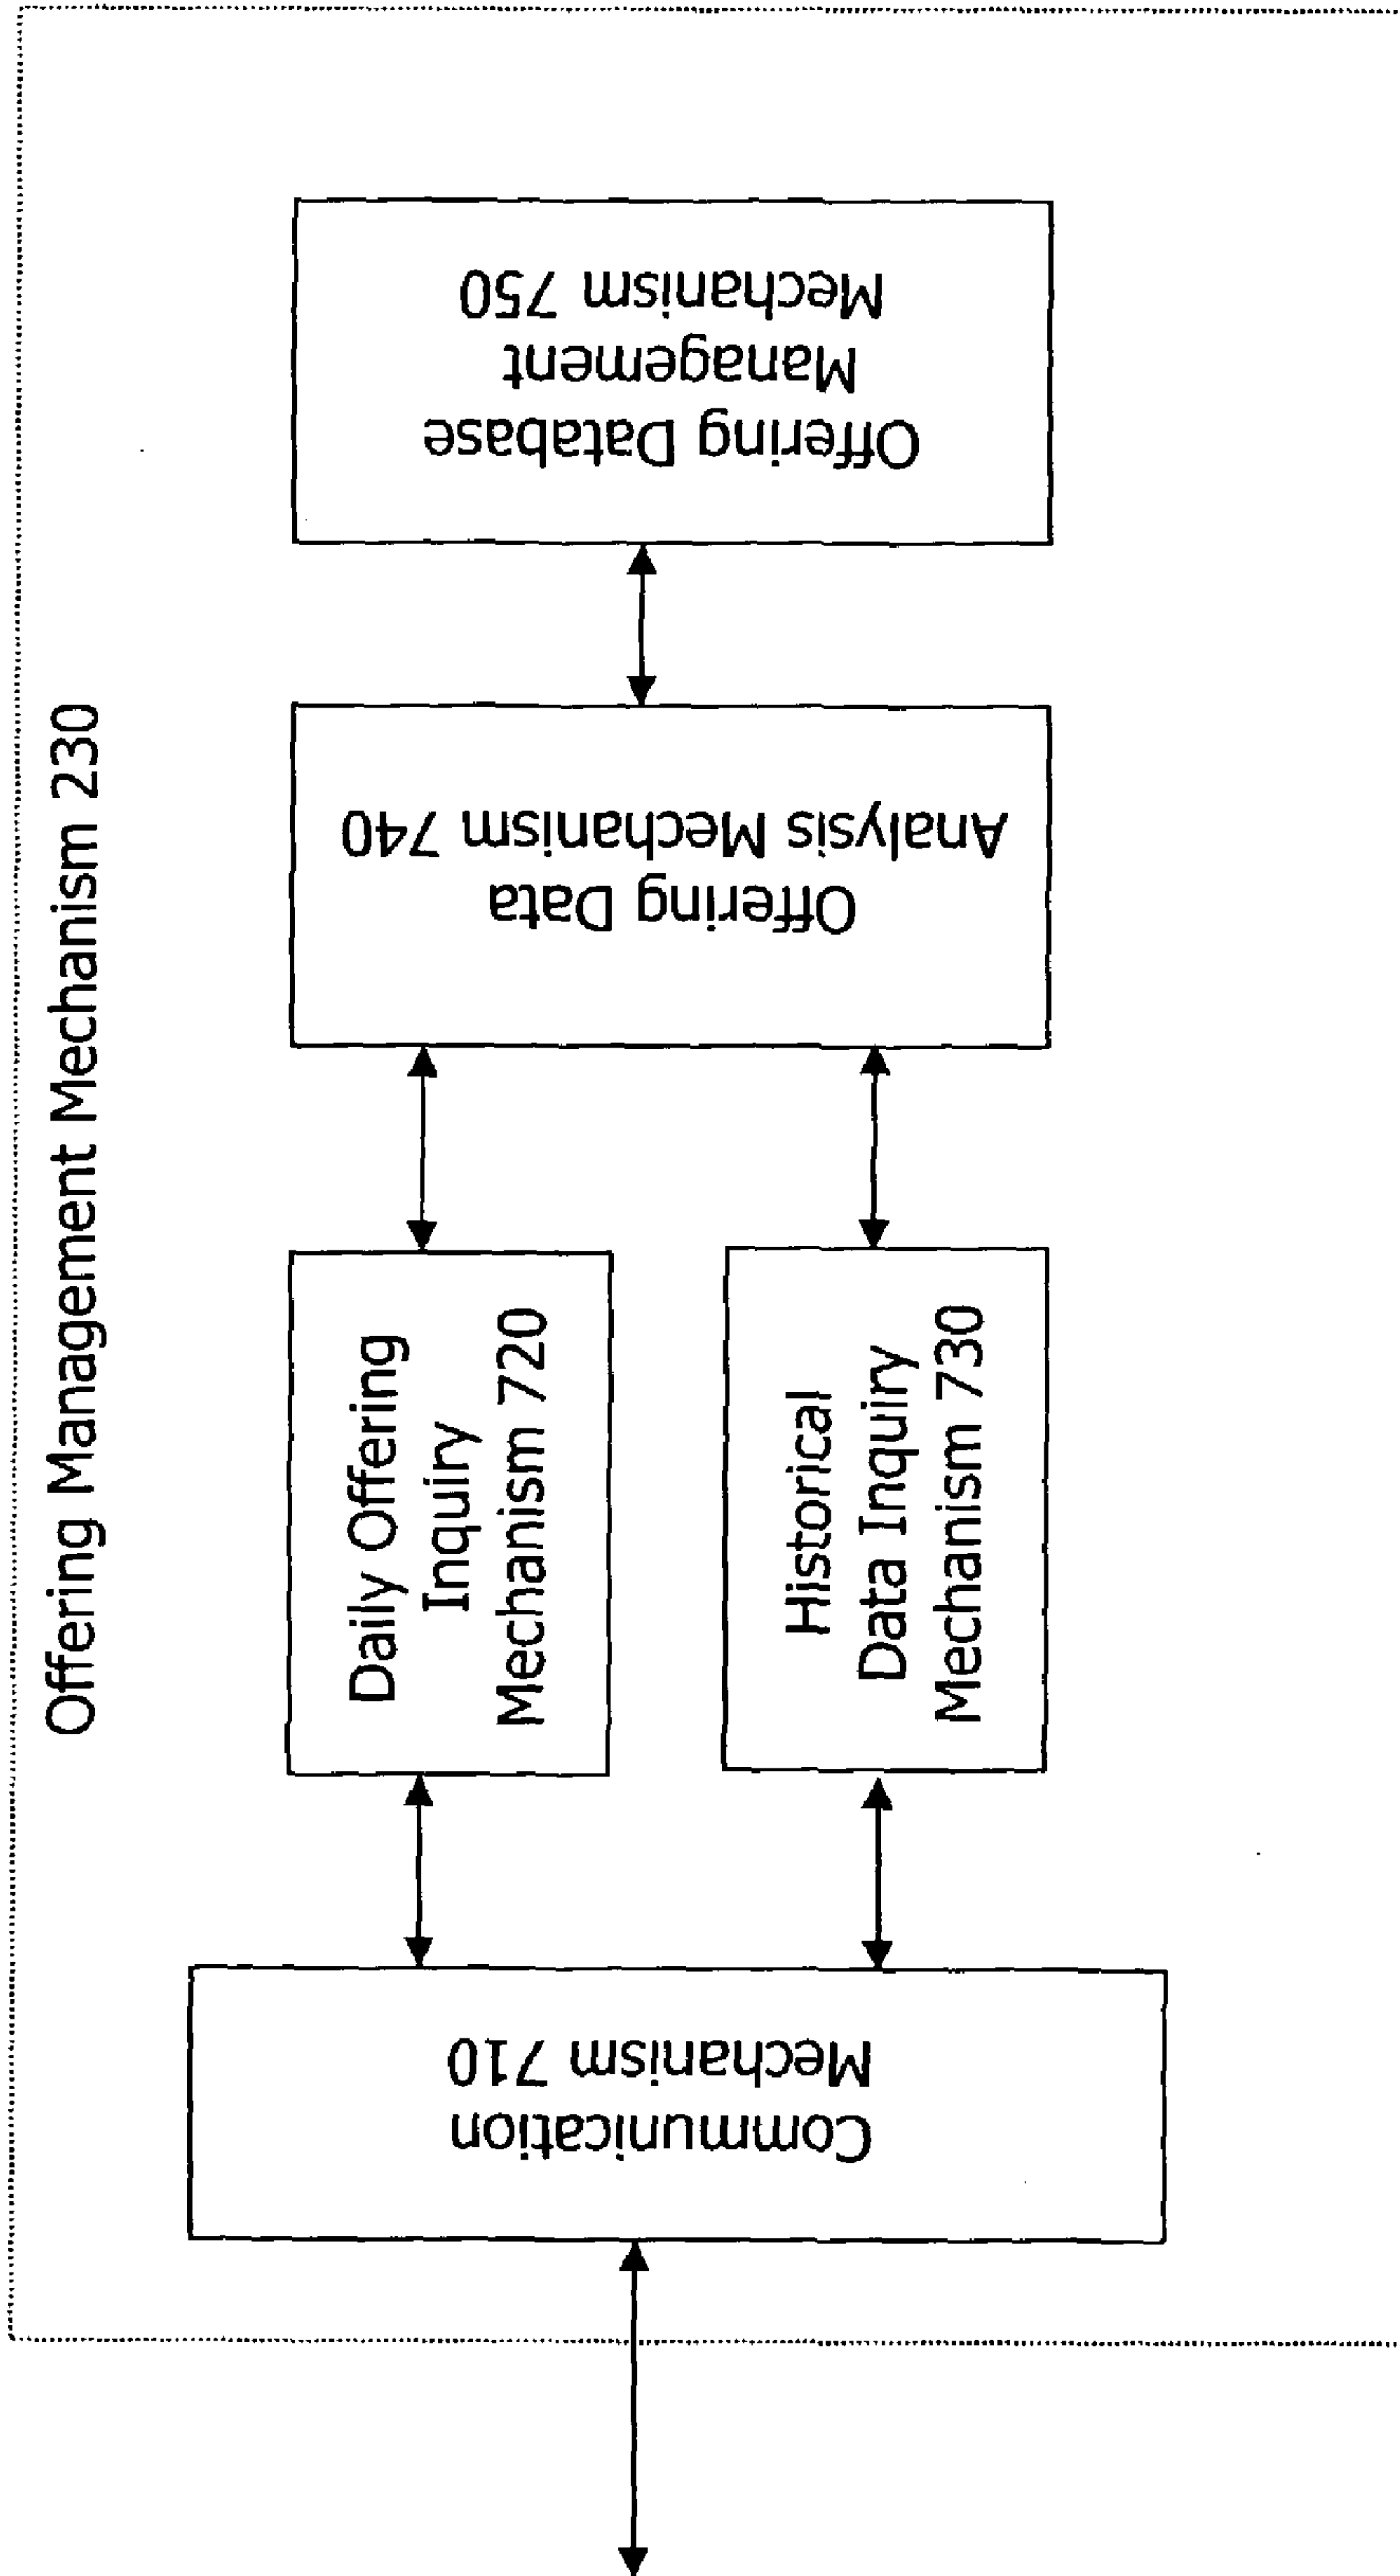 Offering Management Mechanism 230
Communication
Mechanism 710
Daily Offering
Inquiry
Mechanism 720
Historical
Data Inquiry
Mechanism 730
Offering Data
Analysis Mechanism 740
Offering Database
Management
Mechanism 750